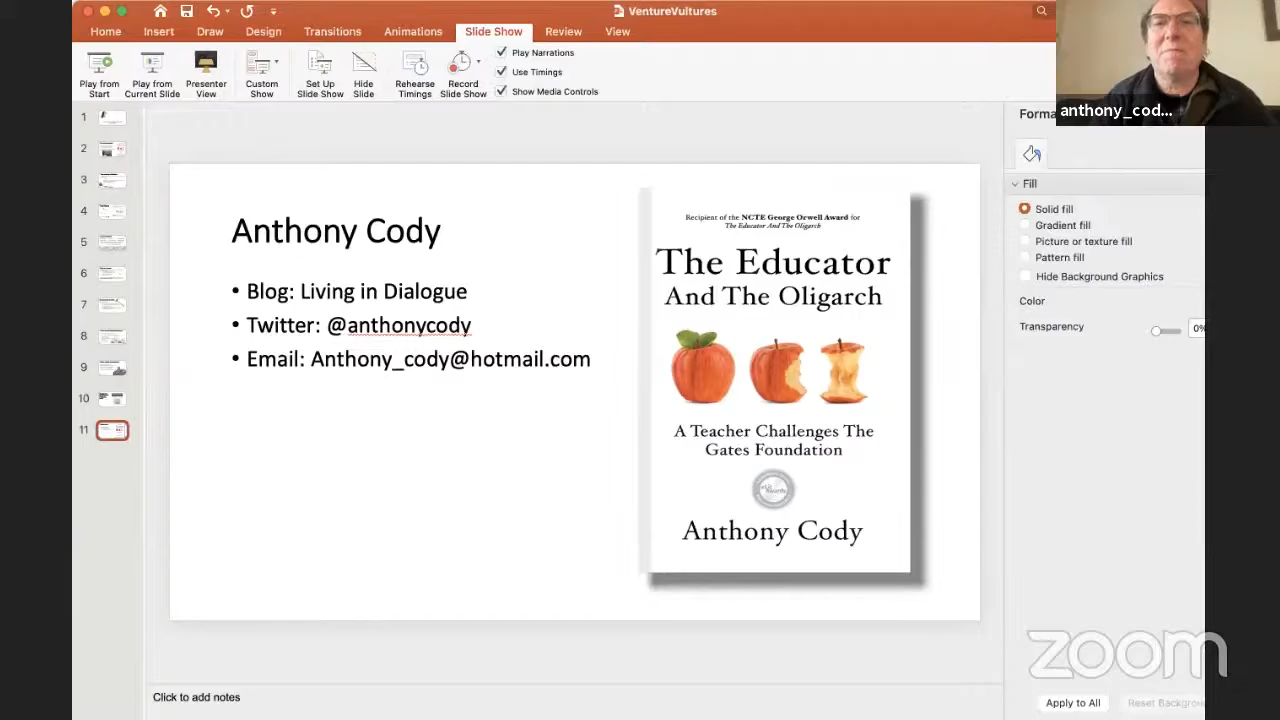 VentureVultures
Home Insert Draw Design Transitions Animations Slide Show Review View
Play from Start
Play from Current Slide
Presenter View
Custom Show
Set Up Slide Show
Hide Slide
Rehearse Timings
Record Slide Show
Play Narrations
Use Timings
Show Media Controls
anthony_cod...
1
2
3
4
5
6
7
8
9
10
11
Anthony Cody
• Blog: Living in Dialogue
• Twitter: @anthonycody
• Email: Anthony_cody@hotmail.com
Recipient of the NCTE George Orwell Award for
The Educator And The Oligarch
The Educator
And The Oligarch
A Teacher Challenges The
Gates Foundation
Anthony Cody
Forma
Fill
Solid fill
Gradient fill
Picture or texture fill
Pattern fill
Hide Background Graphics
Color
Transparency 0%
zoom
Click to add notes
Apply to All Reset Backgrou